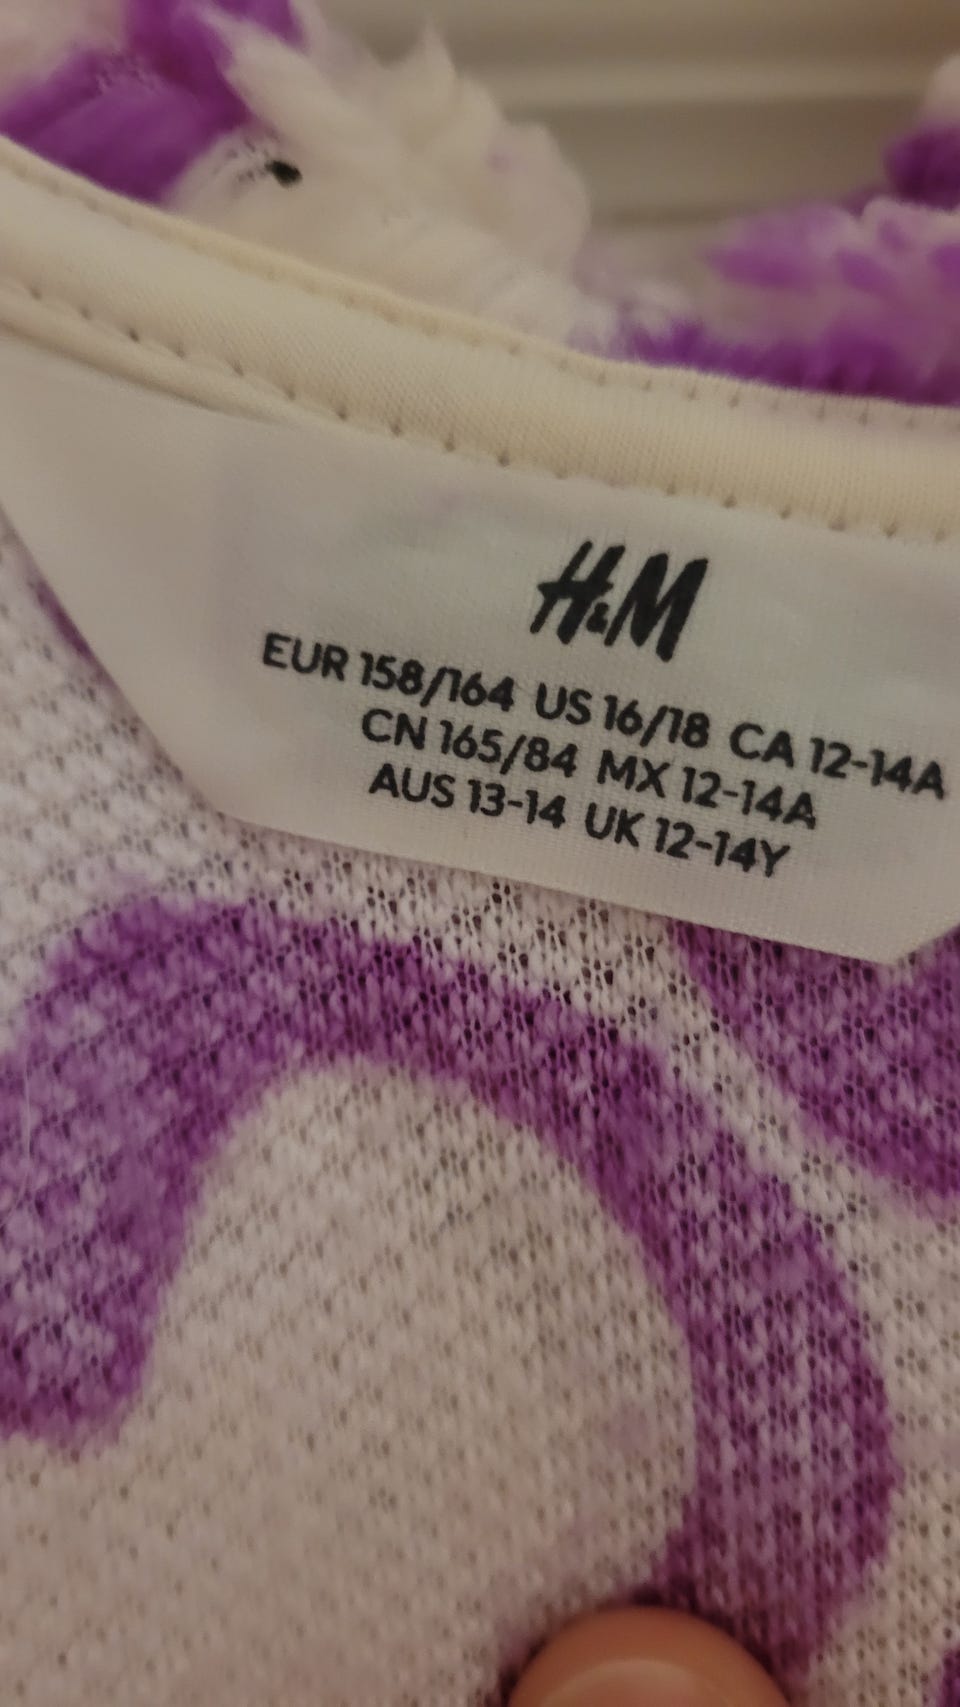 H&M
EUR 158/164 US 16/18 CA 12-14A
CN 165/84 MX 12-14A
AUS 13-14 UK 12-14Y